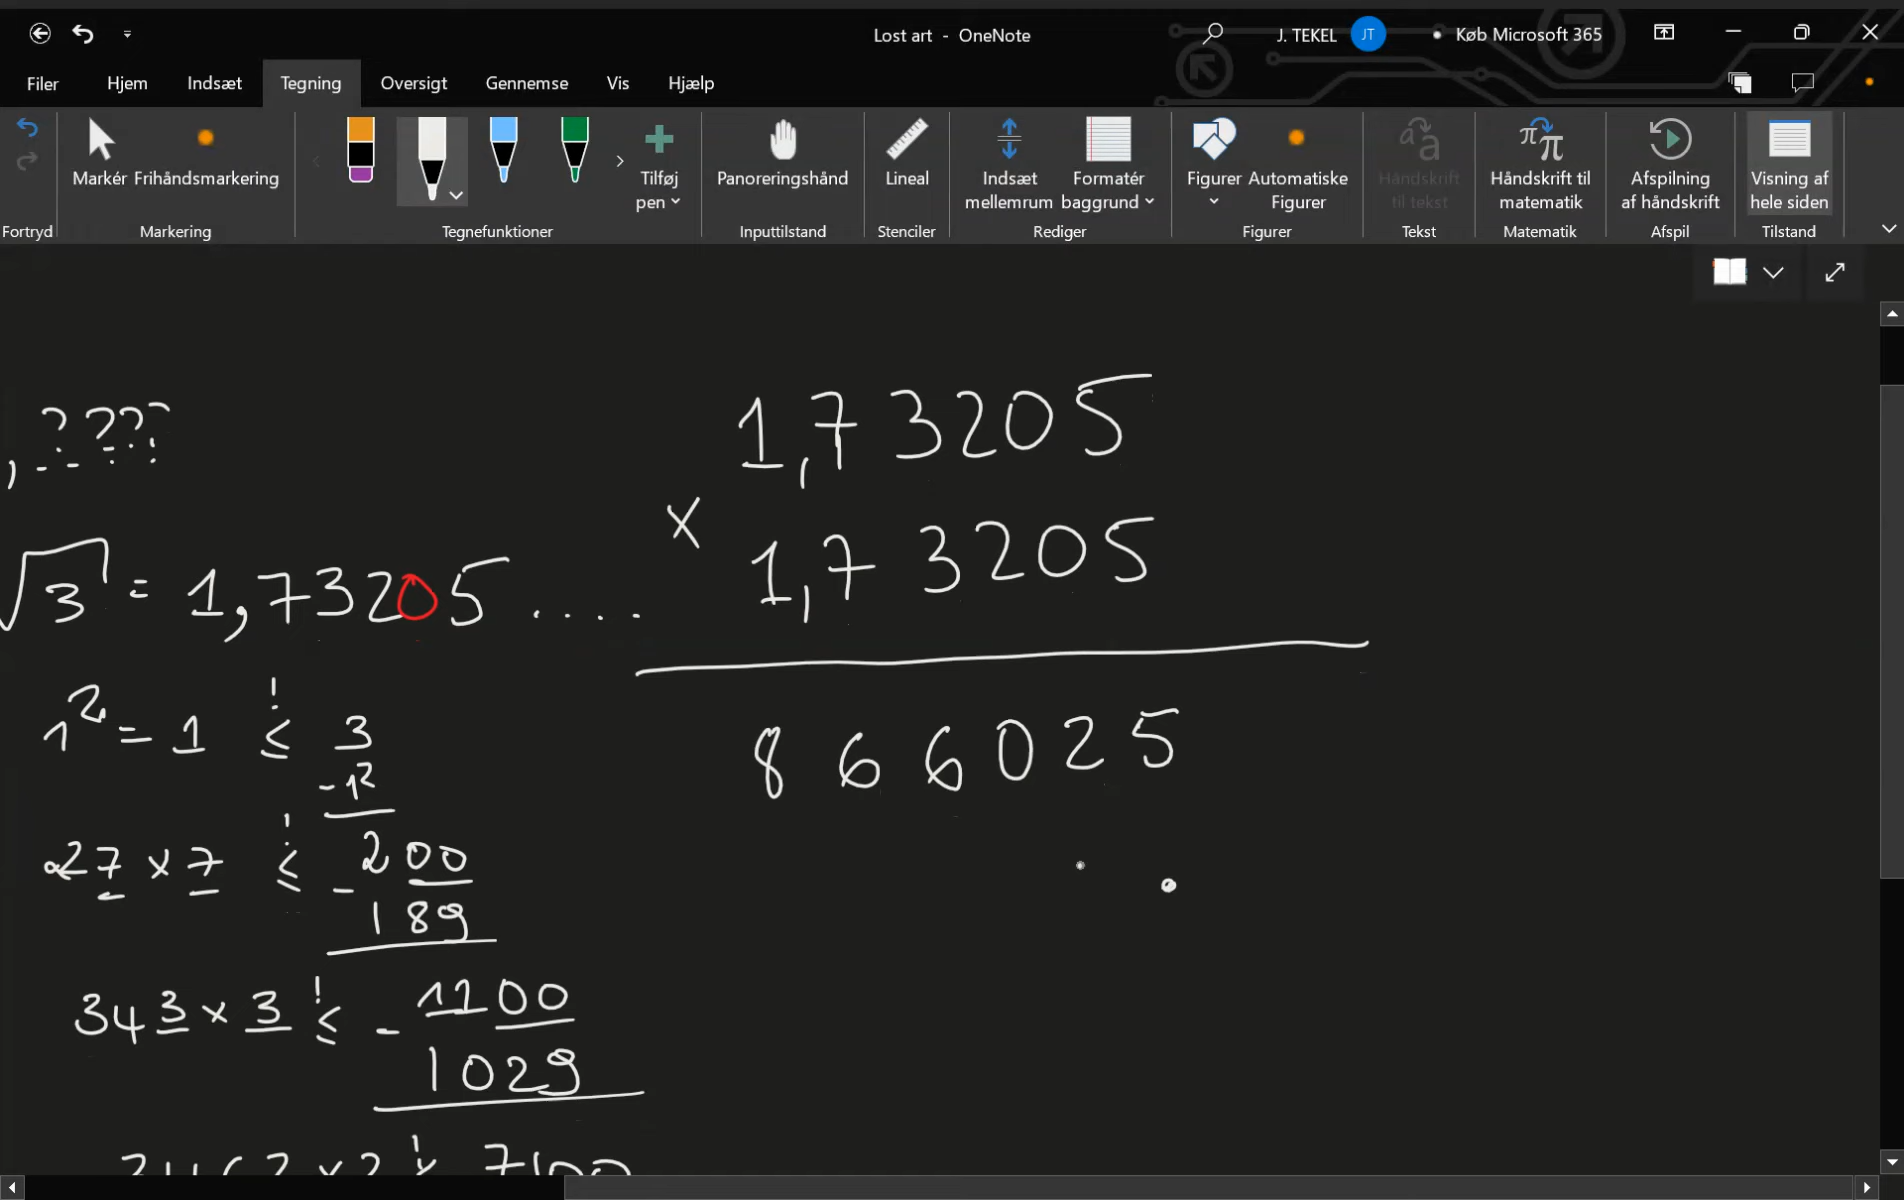 Lost art - OneNote
J. TEKEL JT
Køb Microsoft 365
Filer Hjem Indsæt Tegning Oversigt Gennemse Vis Hjælp
Markér Frihåndsmarkering
Tilføj pen
Panoreringshånd
Lineal
Indsæt mellemrum
Formatér baggrund
Figurer
Automatiske Figurer
Håndskrift til tekst
Håndskrift til matematik
Afspilning af håndskrift
Visning af hele siden
Fortryd Markering Tegnefunktioner Inputtilstand Stenciler Rediger Figurer Tekst Matematik Afspil Tilstand
, ????
√3 = 1,73205 ....
1² = 1 ≤! 3
-1²
27 × 7 ≤! 200
- 189
343 × 3 ≤! 1100
- 1029
7100
1,73205
x 1,73205
866025